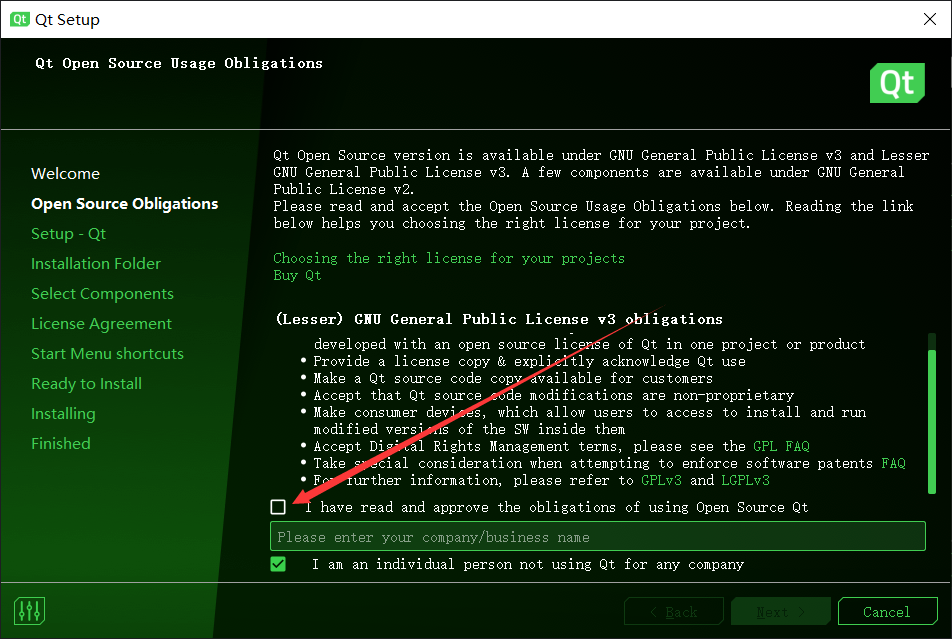 Qt Qt Setup
Qt Open Source Usage Obligations
Qt
Welcome
Open Source Obligations
Setup - Qt
Installation Folder
Select Components
License Agreement
Start Menu shortcuts
Ready to Install
Installing
Finished
Qt Open Source version is available under GNU General Public License v3 and Lesser
GNU General Public License v3. A few components are available under GNU General
Public License v2.
Please read and accept the Open Source Usage Obligations below. Reading the link
below helps you choosing the right license for your project.
Choosing the right license for your projects
Buy Qt
(Lesser) GNU General Public License v3 obligations
developed with an open source license of Qt in one project or product
• Provide a license copy & explicitly acknowledge Qt use
• Make a Qt source code copy available for customers
• Accept that Qt source code modifications are non-proprietary
• Make consumer devices, which allow users to access to install and run
modified versions of the SW inside them
• Accept Digital Rights Management terms, please see the GPL FAQ
• Take special consideration when attempting to enforce software patents FAQ
• For further information, please refer to GPLv3 and LGPLv3
I have read and approve the obligations of using Open Source Qt
Please enter your company/business name
I am an individual person not using Qt for any company
< Back
Next >
Cancel